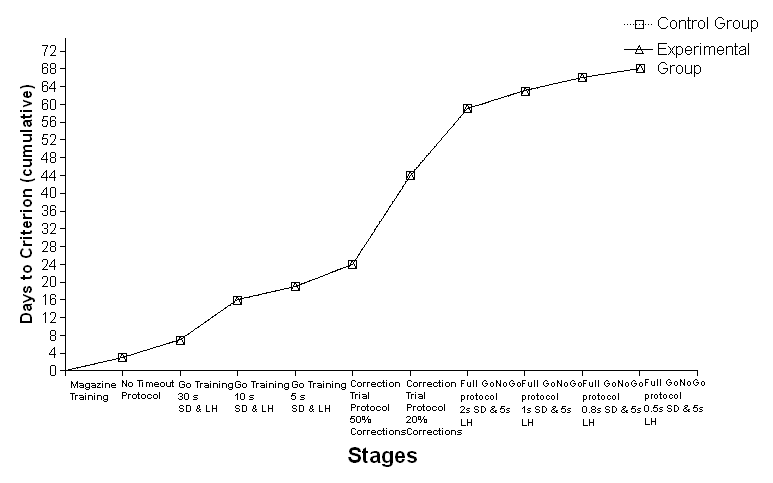 Control Group
Experimental
Group
72
68
64
60
56
52
48
44
40
36
32
28
24
20
16
12
8
4
0
Days to Criterion (cumulative)
Magazine
Training
No Timeout
Protocol
Go Training
30 s
SD & LH
Go Training
10 s
SD & LH
Go Training
5 s
SD & LH
Correction
Trial
Protocol
50%
Corrections
Correction
Trial
Protocol
20%
Corrections
Full GoNoGo
protocol
2s SD & 5s
LH
Full GoNoGo
protocol
1s SD & 5s
LH
Full GoNoGo
protocol
0.8s SD & 5s
LH
Full GoNoGo
protocol
0.5s SD & 5s
LH
Stages